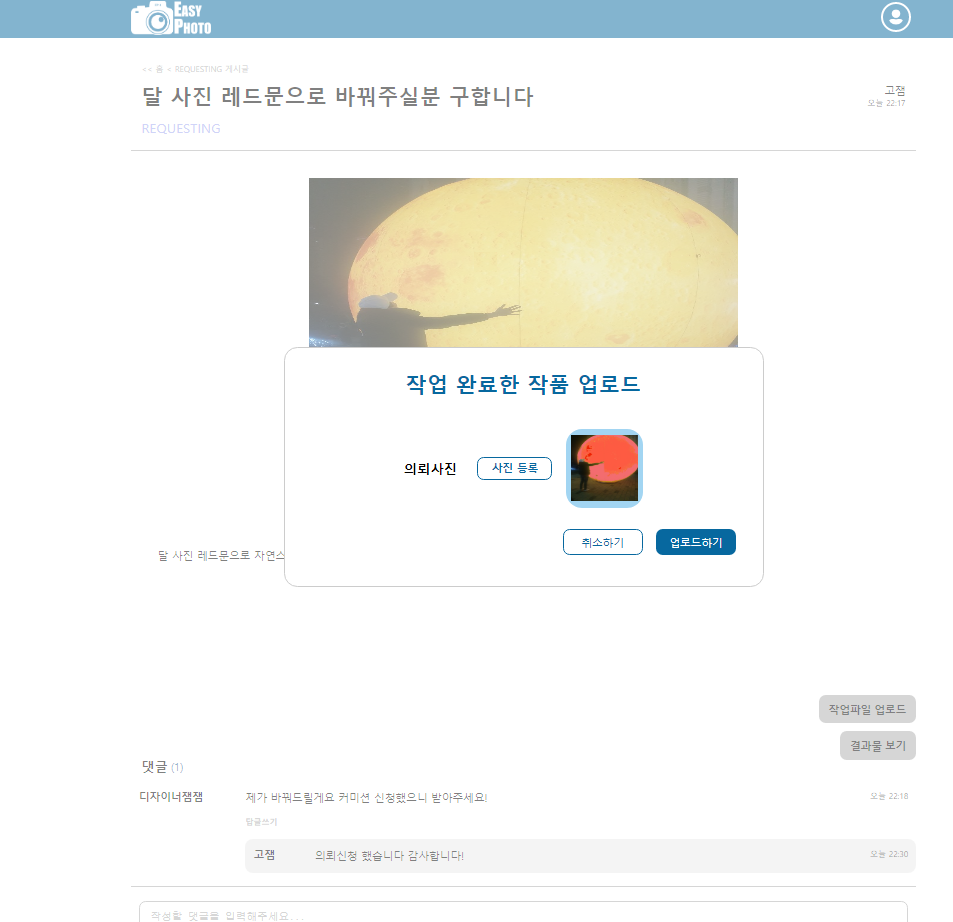 EASY
PHOTO
<< 홈 < REQUESTING 게시글
달 사진 레드문으로 바꿔주실분 구합니다
고잼
오늘 22:17
REQUESTING
작업 완료한 작품 업로드
의뢰사진
사진 등록
취소하기
업로드하기
달 사진 레드문으로 자연스
작업파일 업로드
결과물 보기
댓글 (1)
디자이너잼잼
제가 바꿔드릴게요 커미션 신청했으니 받아주세요!
오늘 22:18
답글쓰기
고잼
의뢰신청 했습니다 감사합니다!
오늘 22:30
작성할 댓글을 입력해주세요...